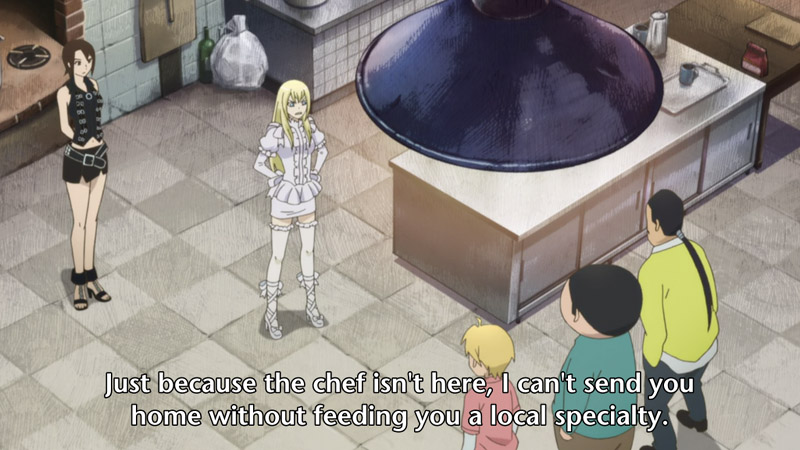 Just because the chef isn't here, I can't send you
home without feeding you a local specialty.